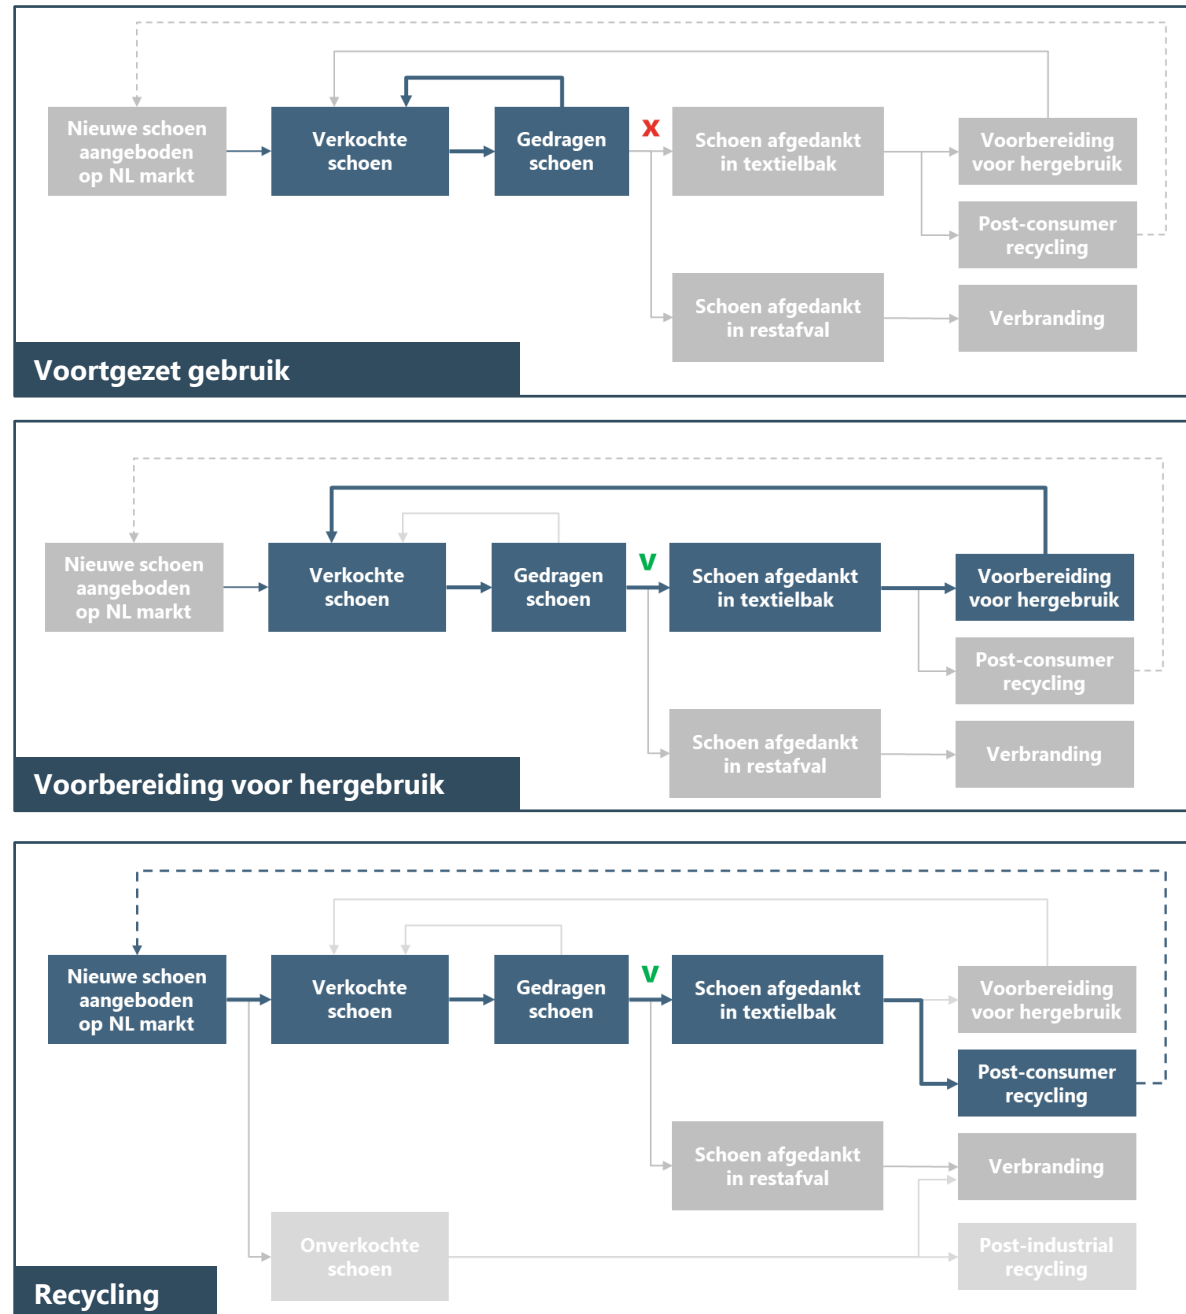 Nieuwe schoen
aangeboden
op NL markt
Verkochte
schoen
Gedragen
schoen
x
Schoen afgedankt
in textielbak
Voorbereiding
voor hergebruik
Post-consumer
recycling
Schoen afgedankt
in restafval
Verbranding
Voortgezet gebruik
Nieuwe schoen
aangeboden
op NL markt
Verkochte
schoen
Gedragen
schoen
v
Schoen afgedankt
in textielbak
Voorbereiding
voor hergebruik
Post-consumer
recycling
Schoen afgedankt
in restafval
Verbranding
Voorbereiding voor hergebruik
Nieuwe schoen
aangeboden
op NL markt
Verkochte
schoen
Gedragen
schoen
v
Schoen afgedankt
in textielbak
Voorbereiding
voor hergebruik
Post-consumer
recycling
Schoen afgedankt
in restafval
Verbranding
Onverkochte
schoen
Post-industrial
recycling
Recycling